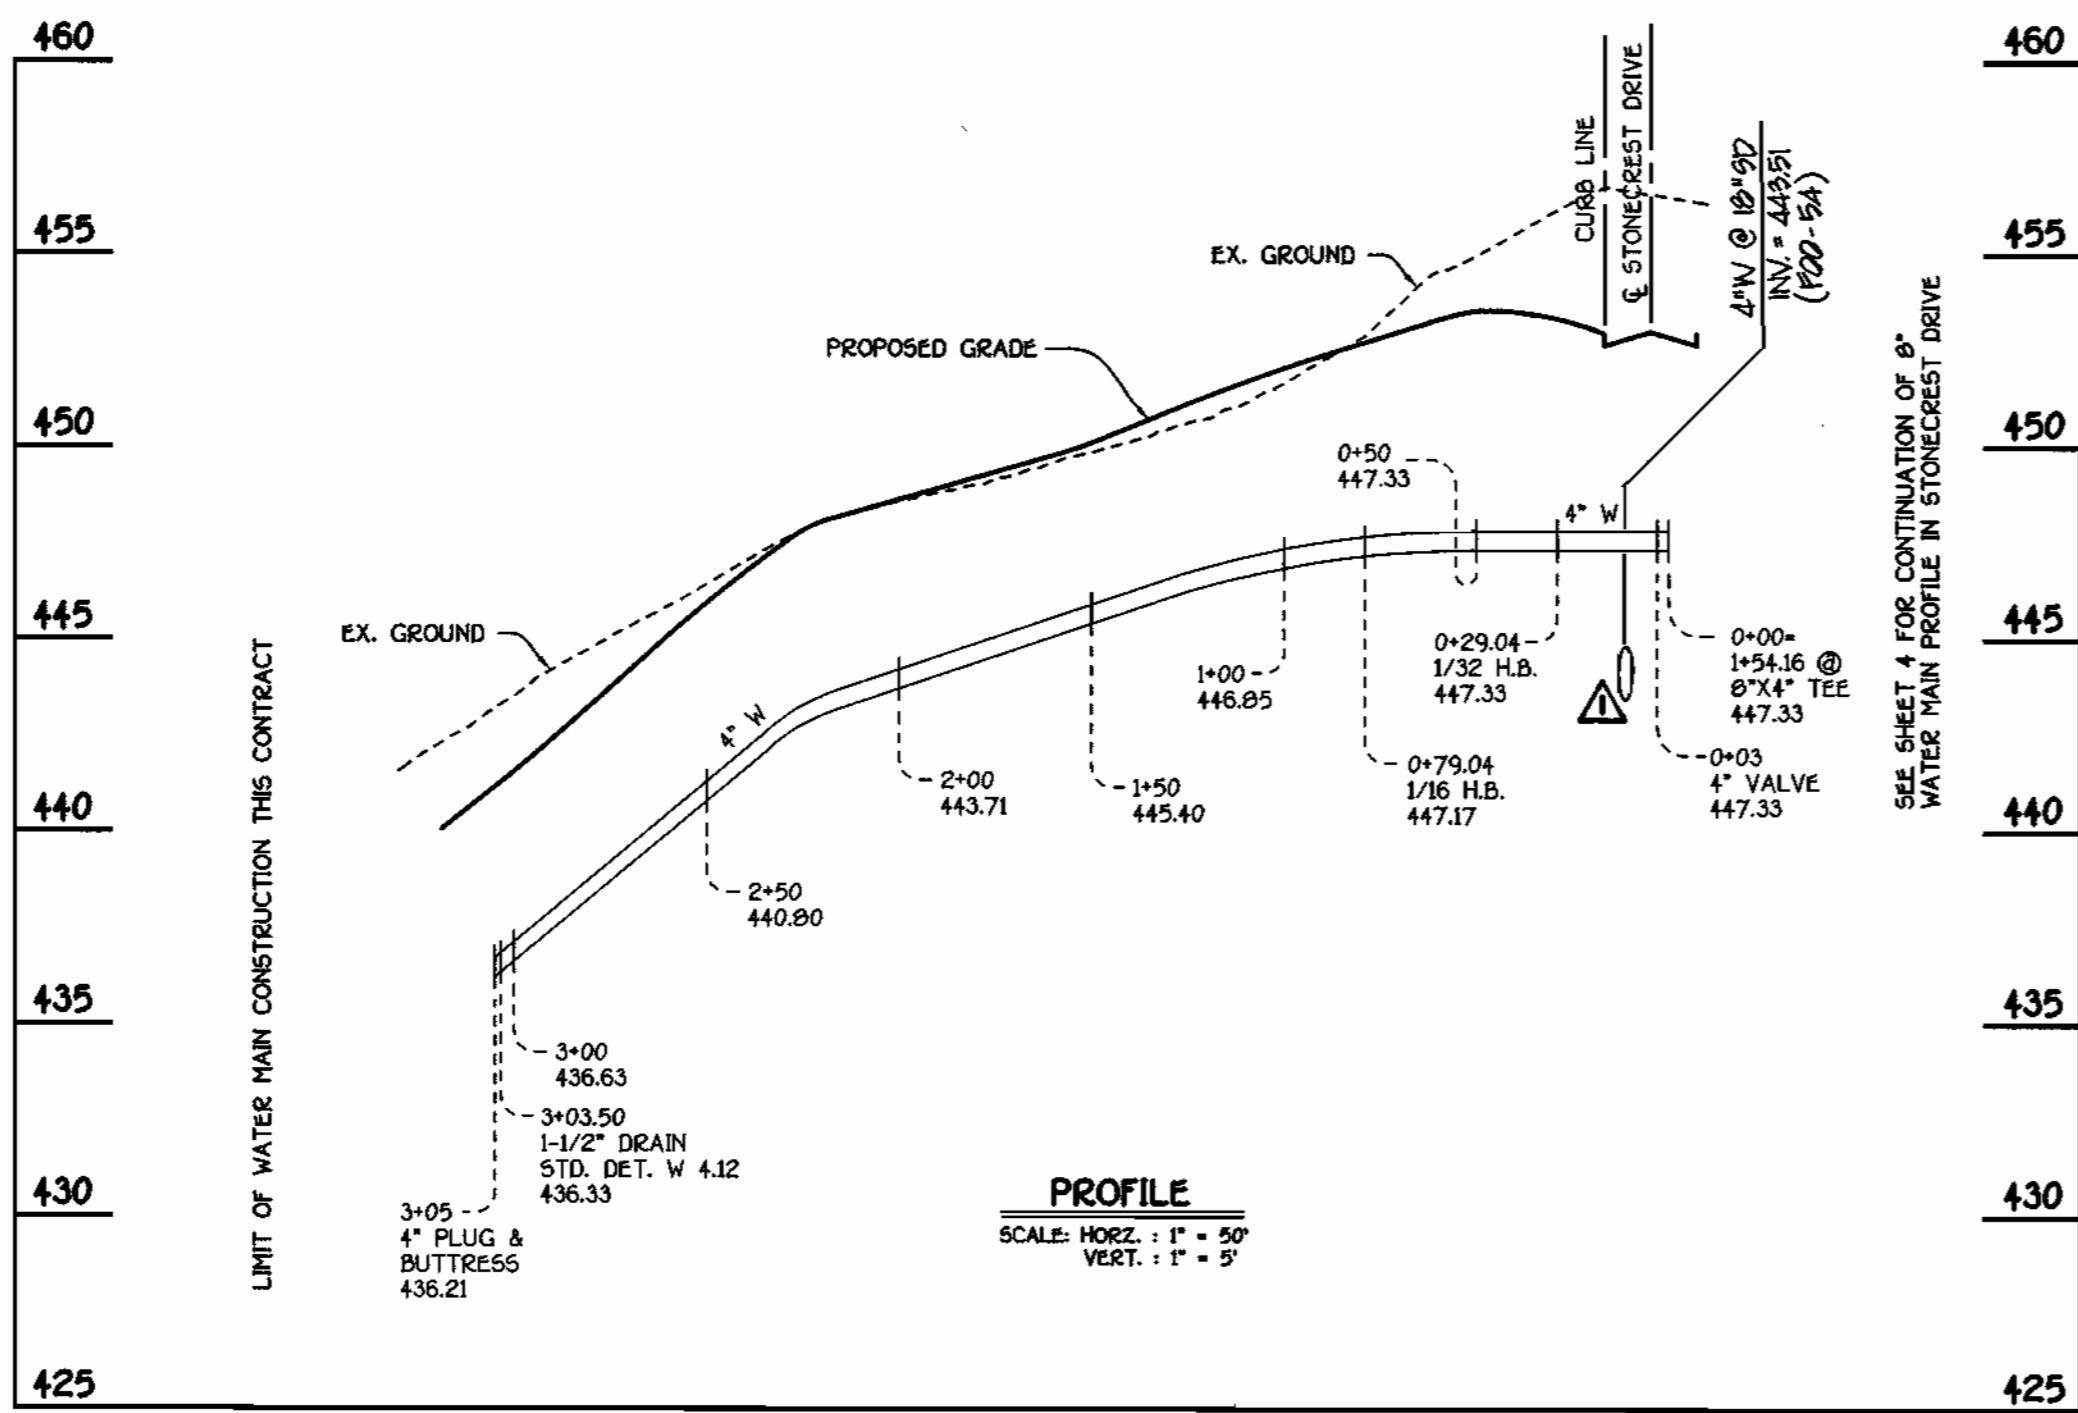 460
455
450
445
440
435
430
425
460
455
450
445
440
435
430
425
LIMIT OF WATER MAIN CONSTRUCTION THIS CONTRACT
EX. GROUND
PROPOSED GRADE
EX. GROUND
CURB LINE
℄ STONECREST DRIVE
4"W @ 18"SD
INV. = 443.51
(F00-54)
SEE SHEET 4 FOR CONTINUATION OF 8"
WATER MAIN PROFILE IN STONECREST DRIVE
0+50
447.33
4" W
0+29.04
1/32 H.B.
447.33
0+00=
1+54.16 @
8"X4" TEE
447.33
1
0+03
4" VALVE
447.33
0+79.04
1/16 H.B.
447.17
1+00
446.85
1+50
445.40
2+00
443.71
4" W
2+50
440.80
3+00
436.63
3+03.50
1-1/2" DRAIN
STD. DET. W 4.12
436.33
3+05
4" PLUG &
BUTTRESS
436.21
PROFILE
SCALE: HORZ. : 1" = 50'
VERT. : 1" = 5'